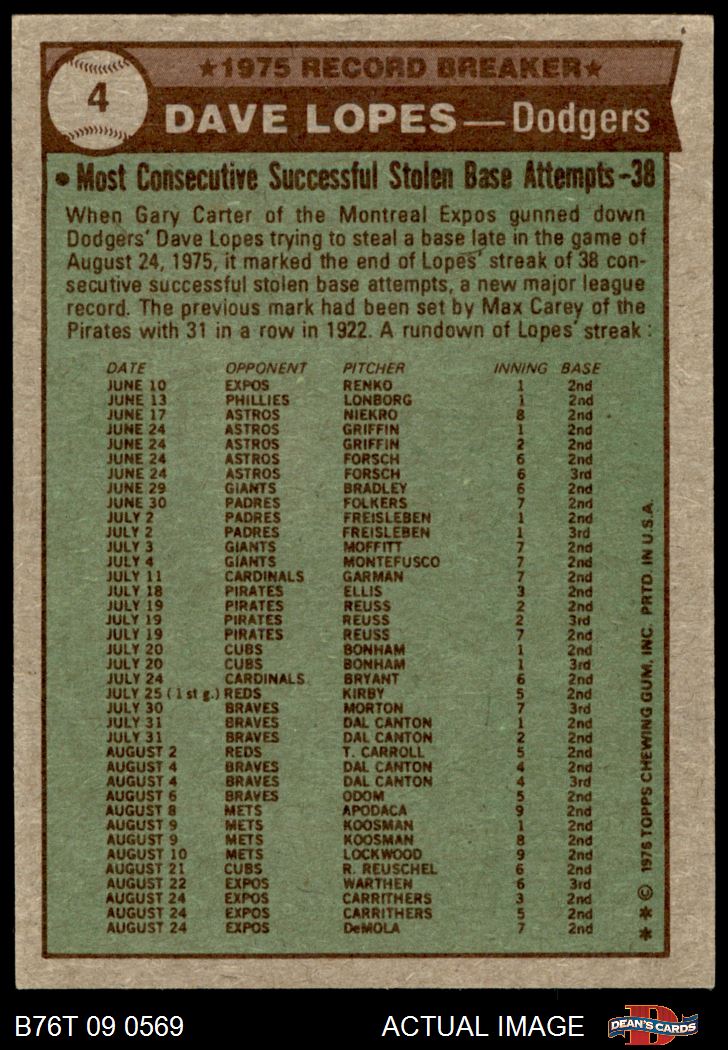 4
★1975 RECORD BREAKER★
DAVE LOPES—Dodgers
• Most Consecutive Successful Stolen Base Attempts-38
When Gary Carter of the Montreal Expos gunned down
Dodgers' Dave Lopes trying to steal a base late in the game of
August 24, 1975, it marked the end of Lopes' streak of 38 con-
secutive successful stolen base attempts, a new major league
record. The previous mark had been set by Max Carey of the
Pirates with 31 in a row in 1922. A rundown of Lopes' streak:
DATE OPPONENT PITCHER INNING BASE
JUNE 10 EXPOS RENKO 1 2nd
JUNE 13 PHILLIES LONBORG 1 2nd
JUNE 17 ASTROS NIEKRO 8 2nd
JUNE 24 ASTROS GRIFFIN 1 2nd
JUNE 24 ASTROS GRIFFIN 2 2nd
JUNE 24 ASTROS FORSCH 6 2nd
JUNE 24 ASTROS FORSCH 6 3rd
JUNE 29 GIANTS BRADLEY 6 2nd
JUNE 30 PADRES FOLKERS 7 2nd
JULY 2 PADRES FREISLEBEN 1 2nd
JULY 2 PADRES FREISLEBEN 1 3rd
JULY 3 GIANTS MOFFITT 7 2nd
JULY 4 GIANTS MONTEFUSCO 7 2nd
JULY 11 CARDINALS GARMAN 7 2nd
JULY 18 PIRATES ELLIS 3 2nd
JULY 19 PIRATES REUSS 2 2nd
JULY 19 PIRATES REUSS 2 3rd
JULY 19 PIRATES REUSS 7 2nd
JULY 20 CUBS BONHAM 1 2nd
JULY 20 CUBS BONHAM 1 3rd
JULY 24 CARDINALS BRYANT 6 2nd
JULY 25 (1st g.) REDS KIRBY 5 2nd
JULY 30 BRAVES MORTON 7 3rd
JULY 31 BRAVES DAL CANTON 1 2nd
JULY 31 BRAVES DAL CANTON 2 2nd
AUGUST 2 REDS T. CARROLL 5 2nd
AUGUST 4 BRAVES DAL CANTON 4 2nd
AUGUST 4 BRAVES DAL CANTON 4 3rd
AUGUST 6 BRAVES ODOM 5 2nd
AUGUST 8 METS APODACA 9 2nd
AUGUST 9 METS KOOSMAN 1 2nd
AUGUST 9 METS KOOSMAN 8 2nd
AUGUST 10 METS LOCKWOOD 9 2nd
AUGUST 21 CUBS R. REUSCHEL 6 2nd
AUGUST 22 EXPOS WARTHEN 6 3rd
AUGUST 24 EXPOS CARRITHERS 3 2nd
AUGUST 24 EXPOS CARRITHERS 5 2nd
AUGUST 24 EXPOS DeMOLA 7 2nd
** © 1976 TOPPS CHEWING GUM, INC. PRTD. IN U.S.A.
B76T 09 0569 ACTUAL IMAGE
D
DEAN'S CARDS